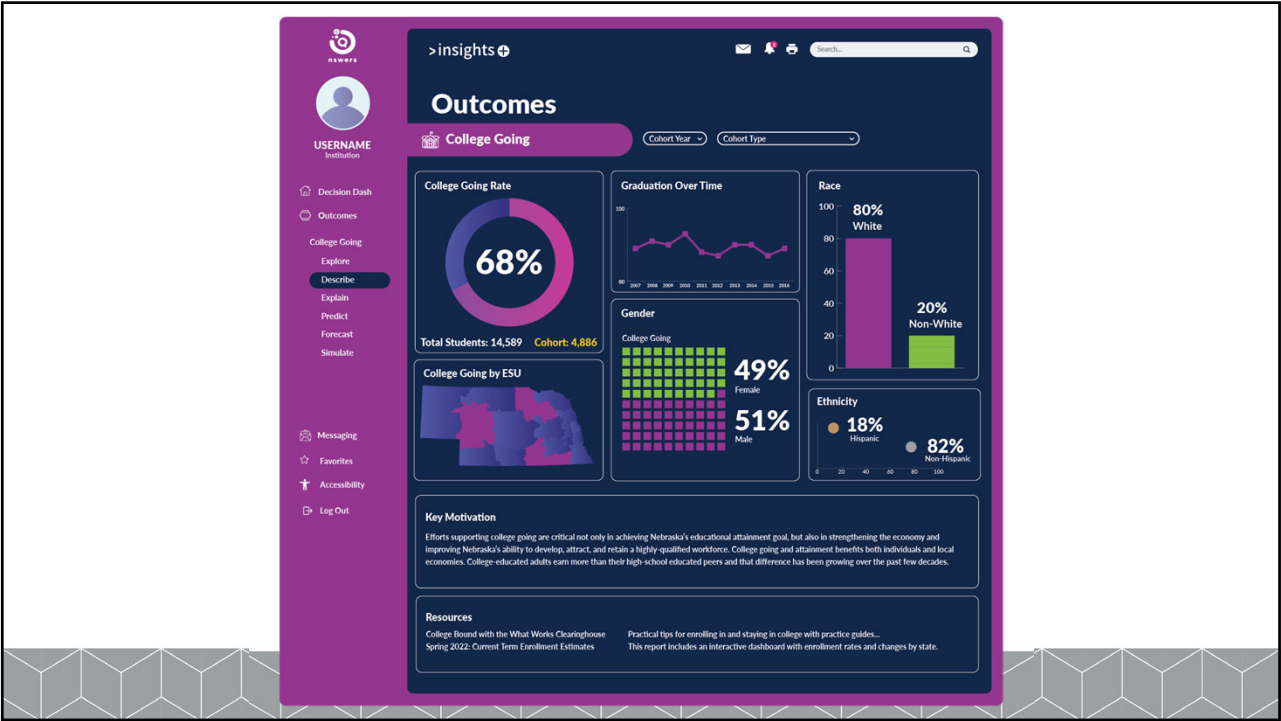 nswers
USERNAME
Institution
Decision Dash
Outcomes
College Going
Explore
Describe
Explain
Predict
Forecast
Simulate
Messaging
Favorites
Accessibility
Log Out
>insights
Search...
Outcomes
College Going
Cohort Year
Cohort Type
College Going Rate
68%
Total Students: 14,589 Cohort: 4,886
Graduation Over Time
100
80
2007 2008 2009 2010 2011 2012 2013 2014 2015 2016
Race
100
80
60
40
20
0
80%
White
20%
Non-White
College Going by ESU
Gender
College Going
49%
Female
51%
Male
Ethnicity
18%
Hispanic
82%
Non-Hispanic
0 20 40 60 80 100
Key Motivation
Efforts supporting college going are critical not only in achieving Nebraska's educational attainment goal, but also in strengthening the economy and
improving Nebraska's ability to develop, attract, and retain a highly-qualified workforce. College going and attainment benefits both individuals and local
economies. College-educated adults earn more than their high-school educated peers and that difference has been growing over the past few decades.
Resources
College Bound with the What Works Clearinghouse Practical tips for enrolling in and staying in college with practice guides...
Spring 2022: Current Term Enrollment Estimates This report includes an interactive dashboard with enrollment rates and changes by state.